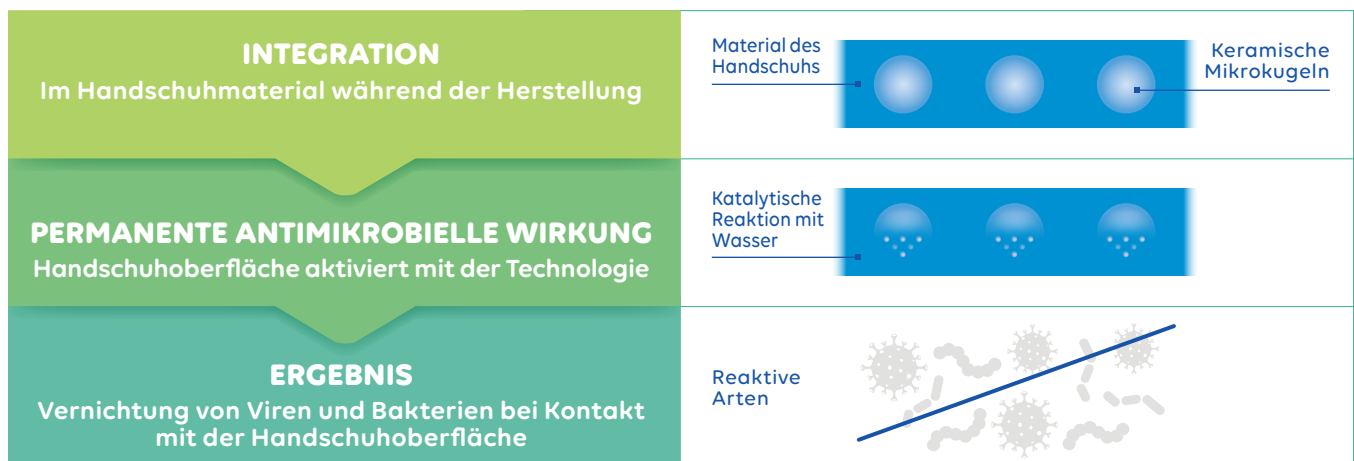 INTEGRATION
Im Handschuhmaterial während der Herstellung
Material des
Handschuhs
Keramische
Mikrokugeln
PERMANENTE ANTIMIKROBIELLE WIRKUNG
Handschuhoberfläche aktiviert mit der Technologie
Katalytische
Reaktion mit
Wasser
ERGEBNIS
Vernichtung von Viren und Bakterien bei Kontakt
mit der Handschuhoberfläche
Reaktive
Arten